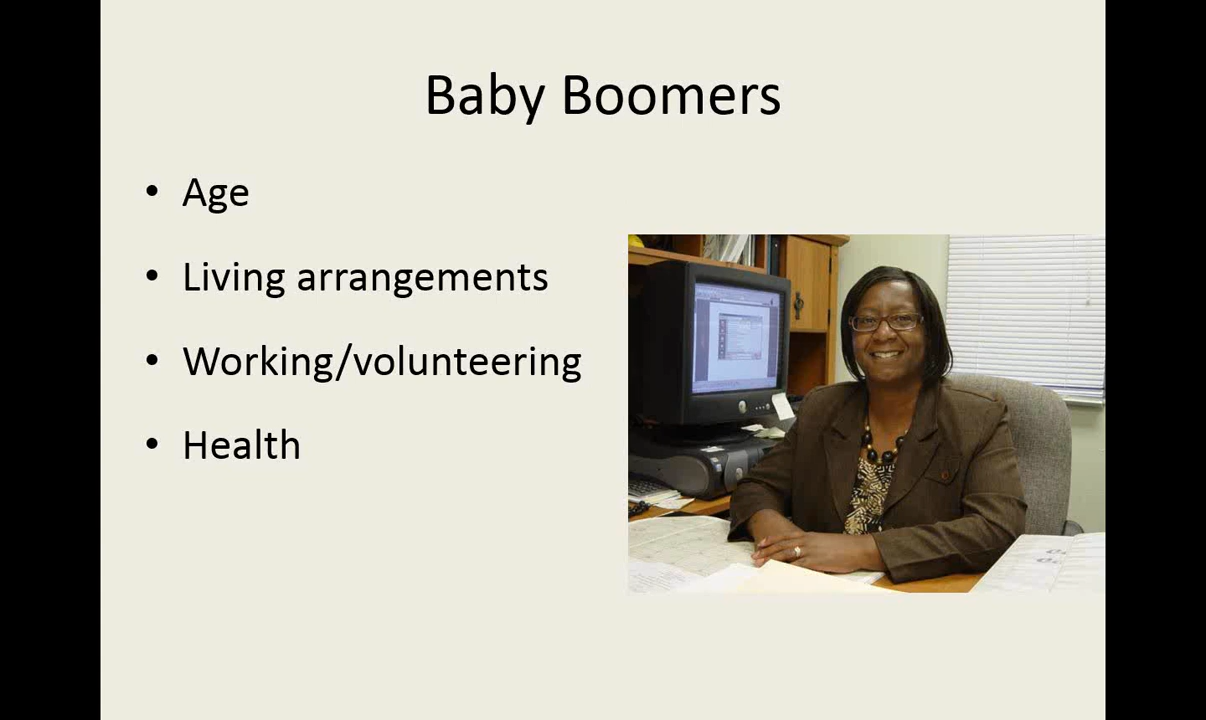 Baby Boomers
• Age
• Living arrangements
• Working/volunteering
• Health